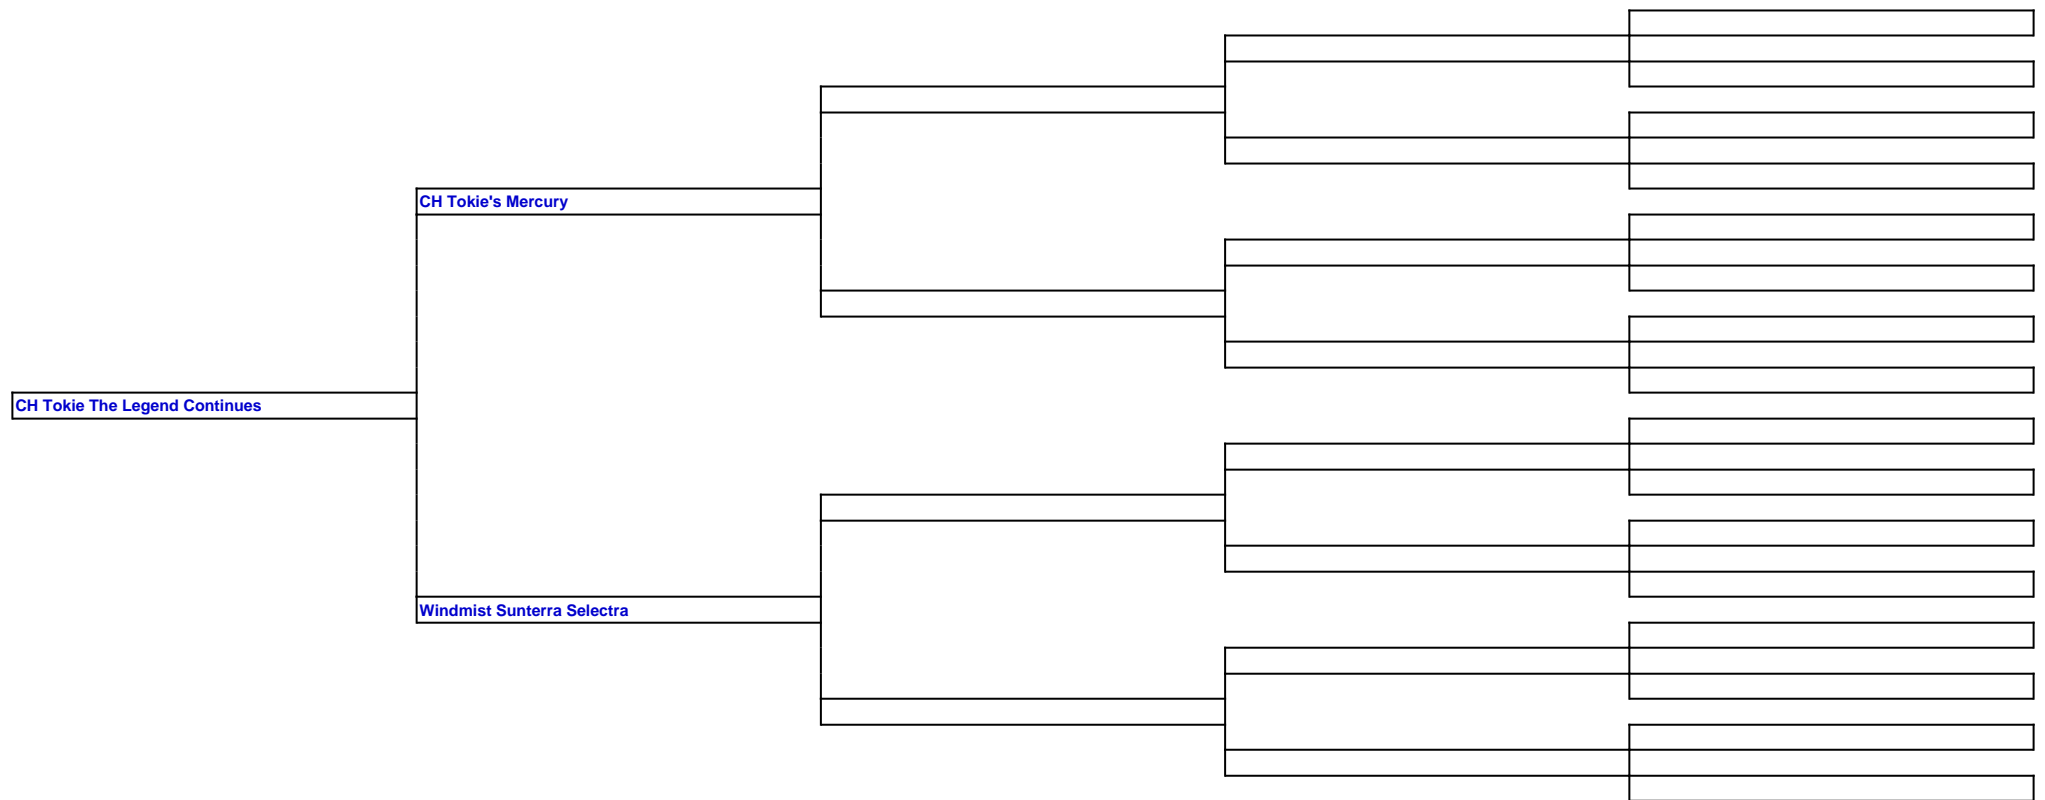 CH Tokie's Mercury
CH Tokie The Legend Continues
Windmist Sunterra Selectra